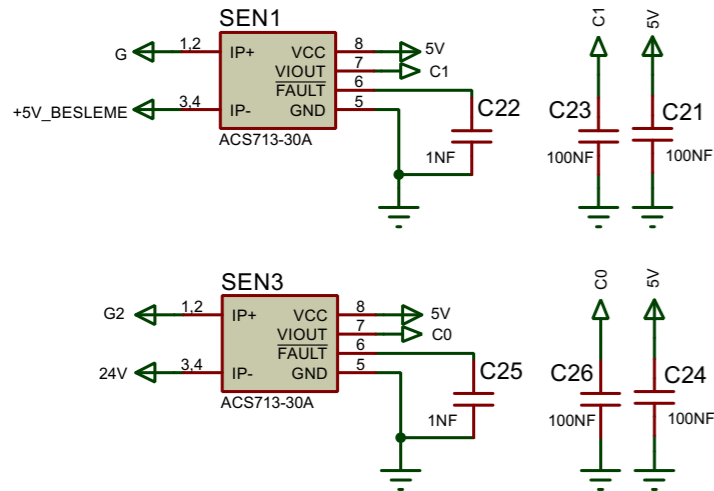 SEN1
G 1,2 IP+ VCC 8 5V
VIOUT 7 C1
FAULT 6
+5V_BESLEME 3,4 IP- GND 5
ACS713-30A
C22
1NF
C1
C23
100NF
5V
C21
100NF
SEN3
G2 1,2 IP+ VCC 8 5V
VIOUT 7 C0
FAULT 6
24V 3,4 IP- GND 5
ACS713-30A
C25
1NF
C0
C26
100NF
5V
C24
100NF